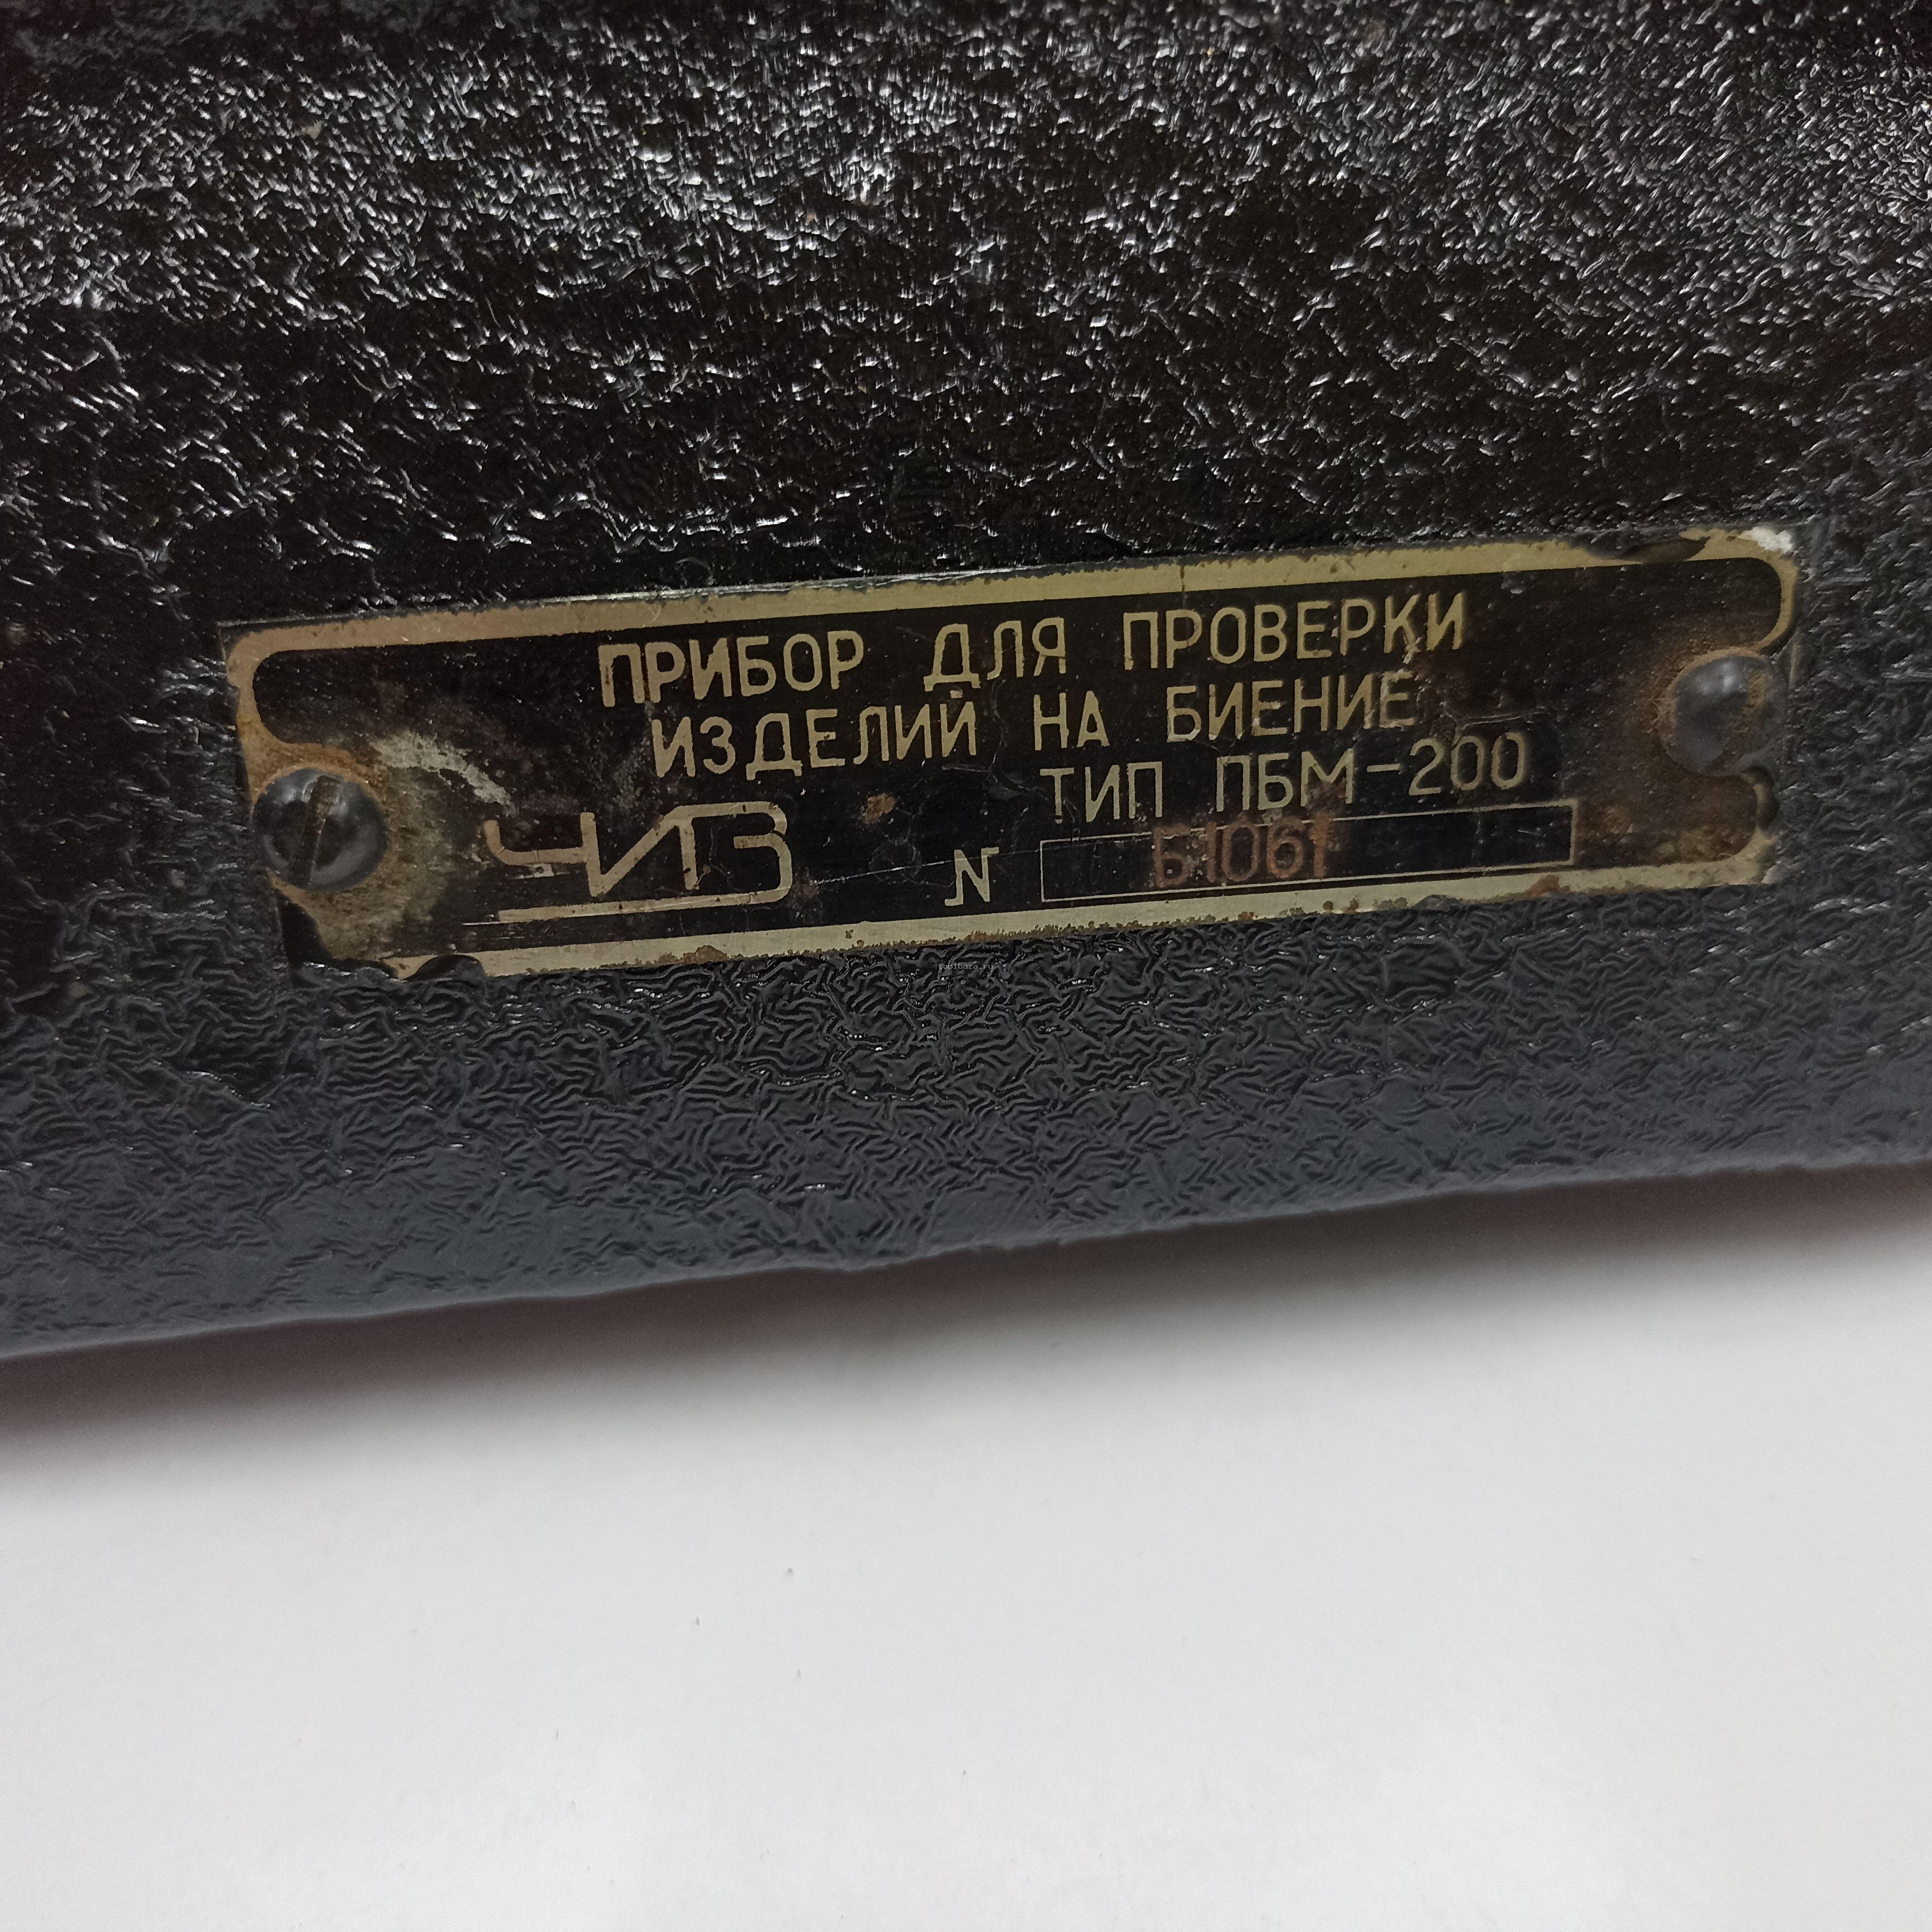 ПРИБОР ДЛЯ ПРОВЕРКИ
ИЗДЕЛИЙ НА БИЕНИЕ
ТИП ПБМ-200
ЧИЗ N Б1061